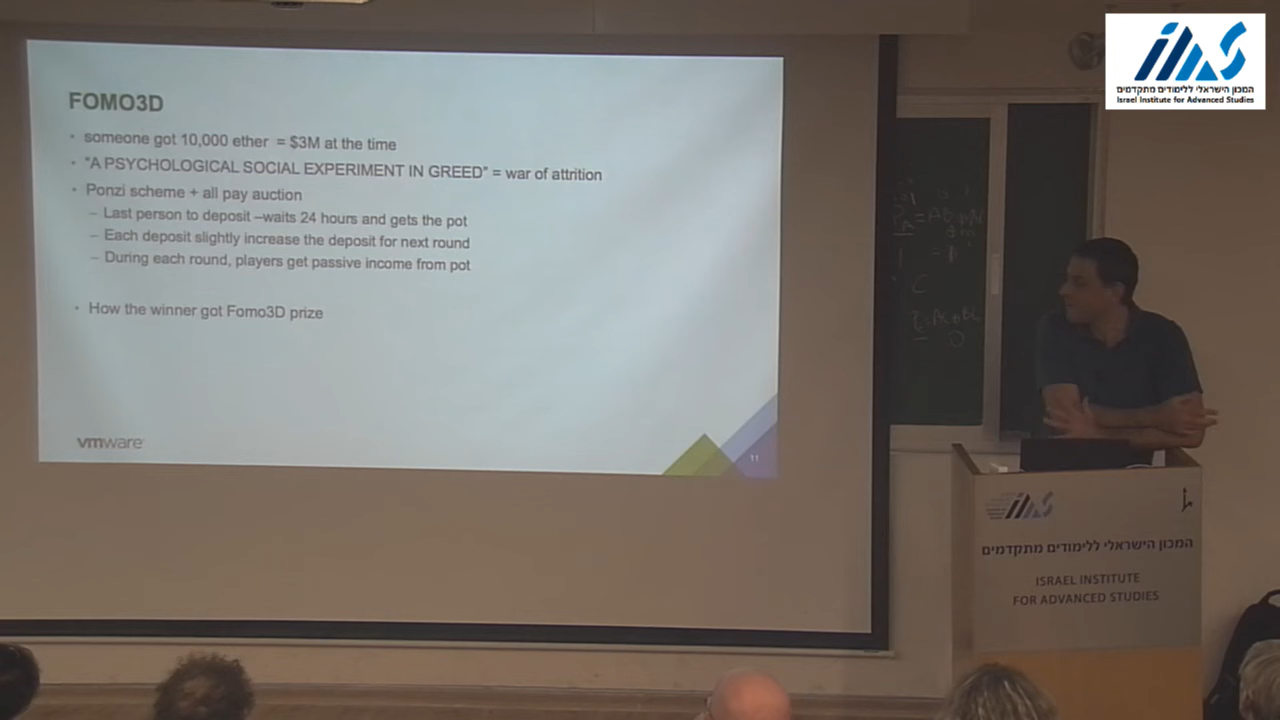 FOMO3D
• someone got 10,000 ether = $3M at the time
• "A PSYCHOLOGICAL SOCIAL EXPERIMENT IN GREED" = war of attrition
• Ponzi scheme + all pay auction
– Last person to deposit –waits 24 hours and gets the pot
– Each deposit slightly increase the deposit for next round
– During each round, players get passive income from pot
• How the winner got Fomo3D prize
vmware
11
המכון הישראלי ללימודים מתקדמים
Israel Institute for Advanced Studies
המכון הישראלי ללימודים מתקדמים
ISRAEL INSTITUTE
FOR ADVANCED STUDIES